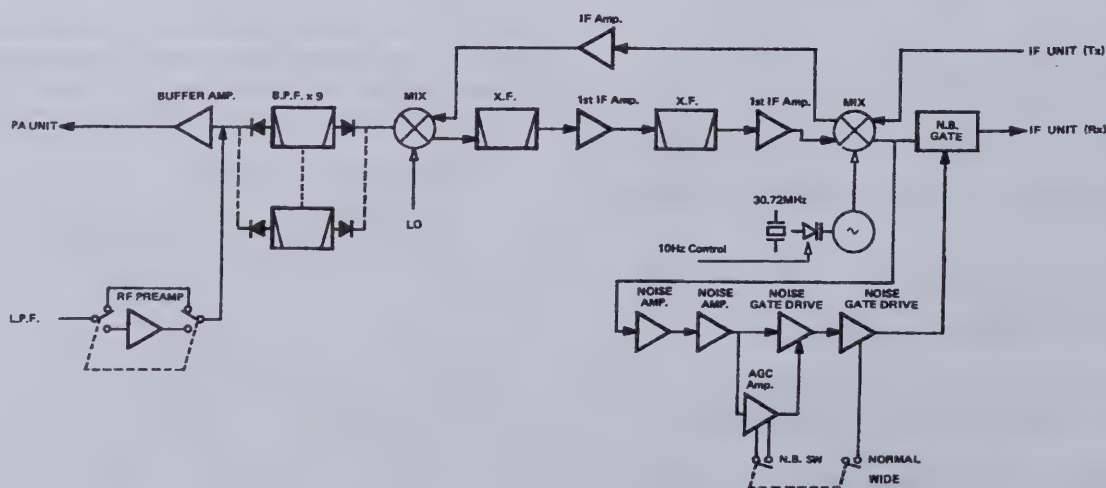 IF Amp.
IF UNIT (Tx)
BUFFER AMP.
B.P.F. x 9
MIX
X.F.
1st IF Amp.
X.F.
1st IF Amp.
MIX
PA UNIT
N.B. GATE
IF UNIT (Rx)
LO
30.72MHz
10Hz Control
RF PREAMP
L.P.F.
NOISE AMP.
NOISE AMP.
NOISE GATE DRIVE
NOISE GATE DRIVE
AGC Amp.
N.B. SW
NORMAL
WIDE